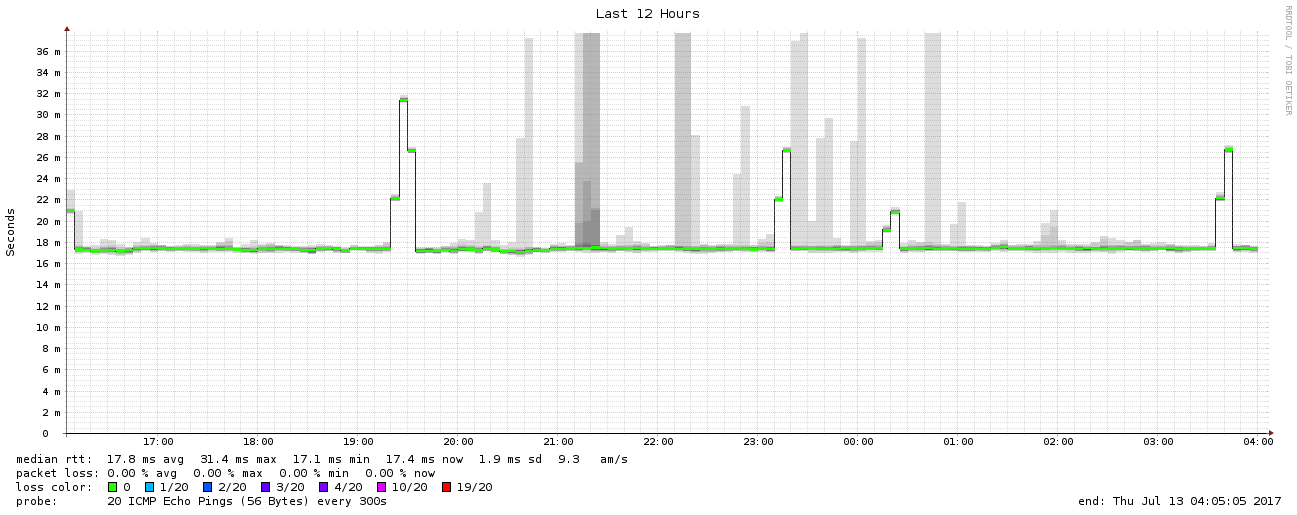 Last 12 Hours
RRDTOOL / TOBI OETIKER
Seconds
36 m
34 m
32 m
30 m
28 m
26 m
24 m
22 m
20 m
18 m
16 m
14 m
12 m
10 m
8 m
6 m
4 m
2 m
0
17:00 18:00 19:00 20:00 21:00 22:00 23:00 00:00 01:00 02:00 03:00 04:00
median rtt: 17.8 ms avg 31.4 ms max 17.1 ms min 17.4 ms now 1.9 ms sd 9.3 am/s
packet loss: 0.00 % avg 0.00 % max 0.00 % min 0.00 % now
loss color: 0 1/20 2/20 3/20 4/20 10/20 19/20
probe: 20 ICMP Echo Pings (56 Bytes) every 300s end: Thu Jul 13 04:05:05 2017